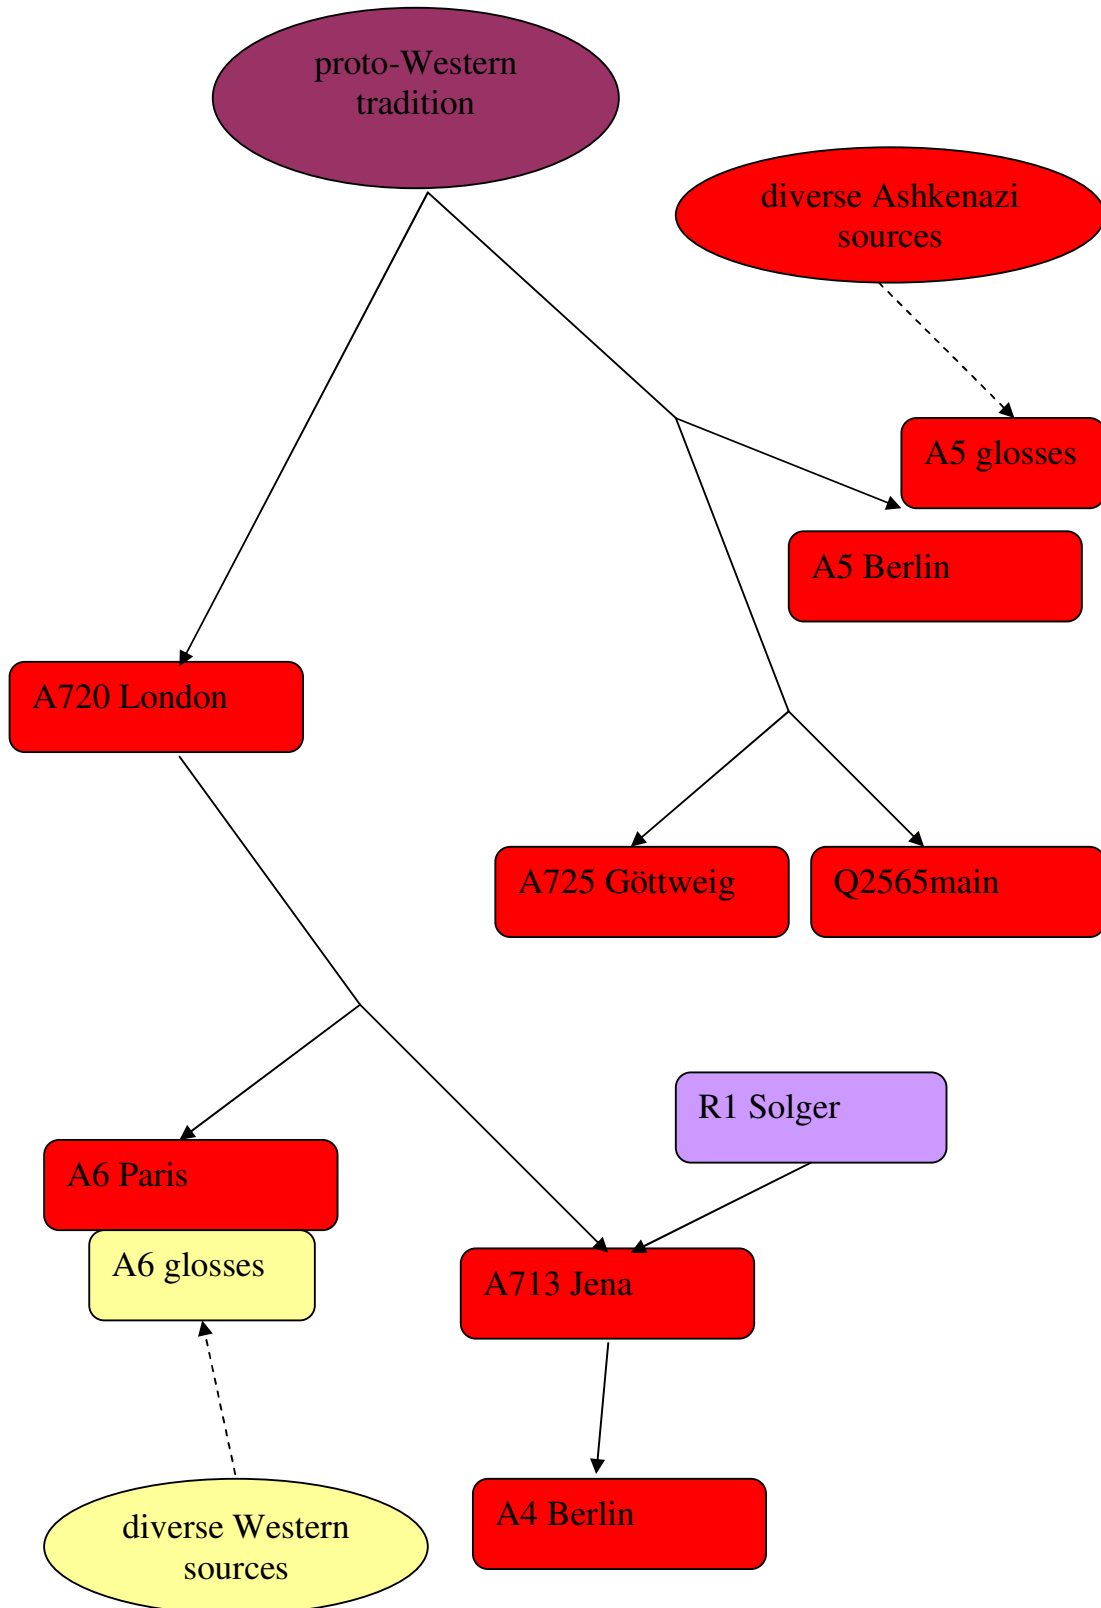 proto-Western
tradition
diverse Ashkenazi
sources
A5 glosses
A5 Berlin
A720 London
A725 Göttweig
Q2565main
R1 Solger
A6 Paris
A6 glosses
A713 Jena
A4 Berlin
diverse Western
sources